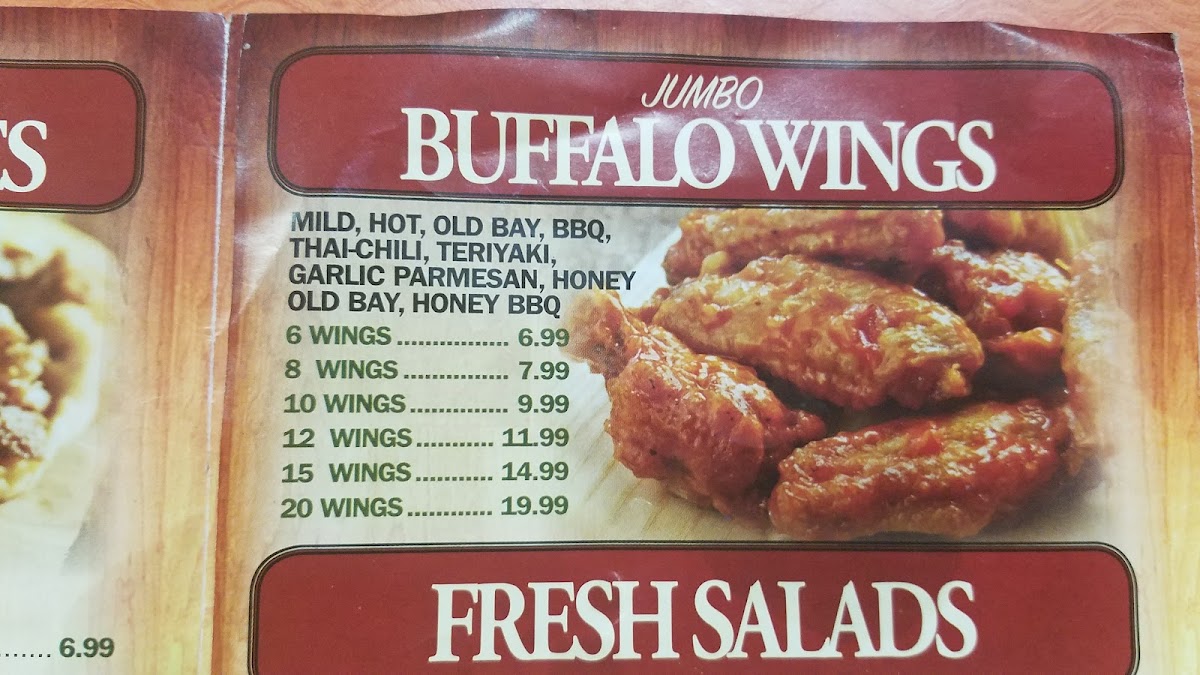 JUMBO
BUFFALO WINGS
MILD, HOT, OLD BAY, BBQ,
THAI-CHILI, TERIYAKI,
GARLIC PARMESAN, HONEY
OLD BAY, HONEY BBQ
6 WINGS ................. 6.99
8 WINGS ................ 7.99
10 WINGS ............... 9.99
12 WINGS ........... 11.99
15 WINGS ............ 14.99
20 WINGS ............ 19.99
FRESH SALADS
....... 6.99